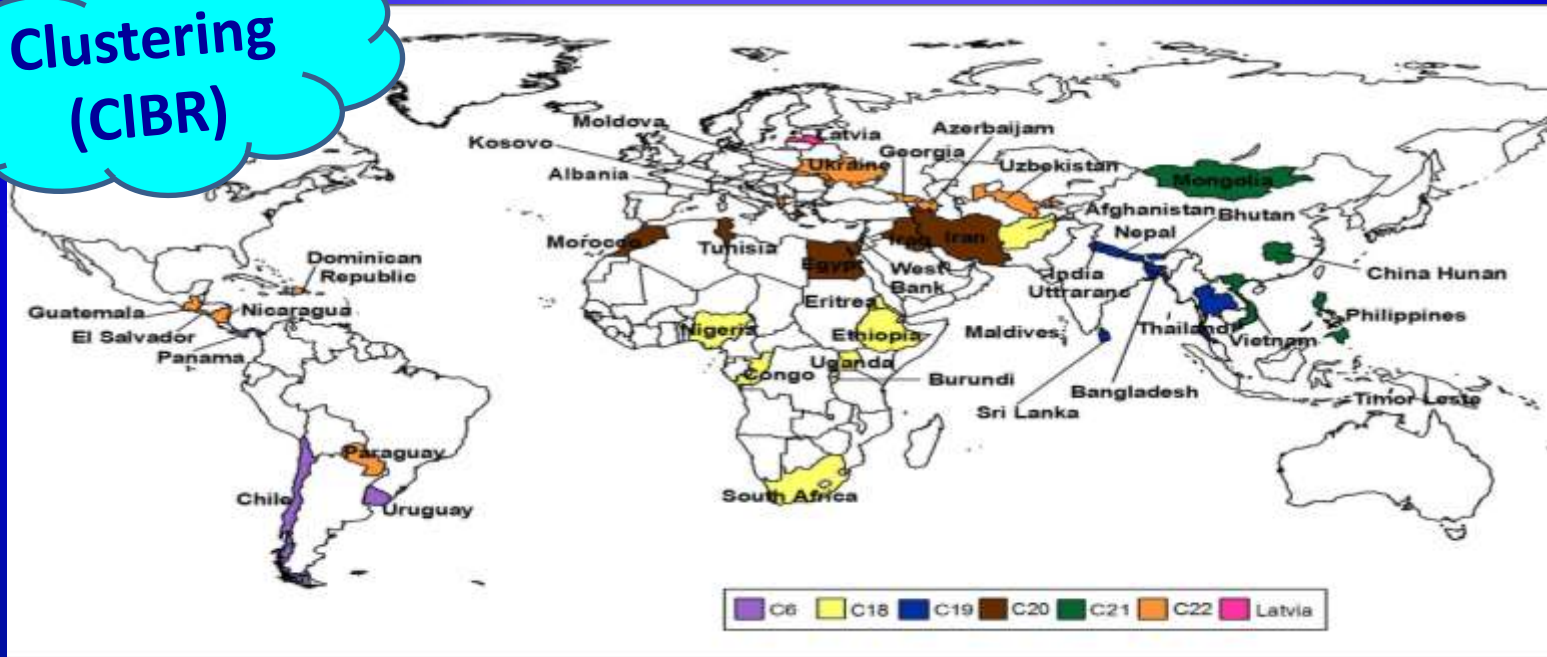 Clustering
(ClBR)
Moldova
Latvia
Azerbaijam
Kosovo
Georgia
Albania
Ukraine
Uzbekistan
Mongolia
Afghanistan
Bhutan
Nepal
Morocco
Tunisia
Iraq
Iran
Egypt
West
Bank
India
Uttraranc
China Hunan
Dominican
Republic
Eritrea
Guatemala
Nicaragua
El Salvador
Panama
Nigeria
Ethiopia
Maldives
Thailand
Philippines
Vietnam
Uganda
Congo
Burundi
Bangladesh
Sri Lanka
Timor Leste
Paraguay
Chile
Uruguay
South Africa
C6 C18 C19 C20 C21 C22 Latvia